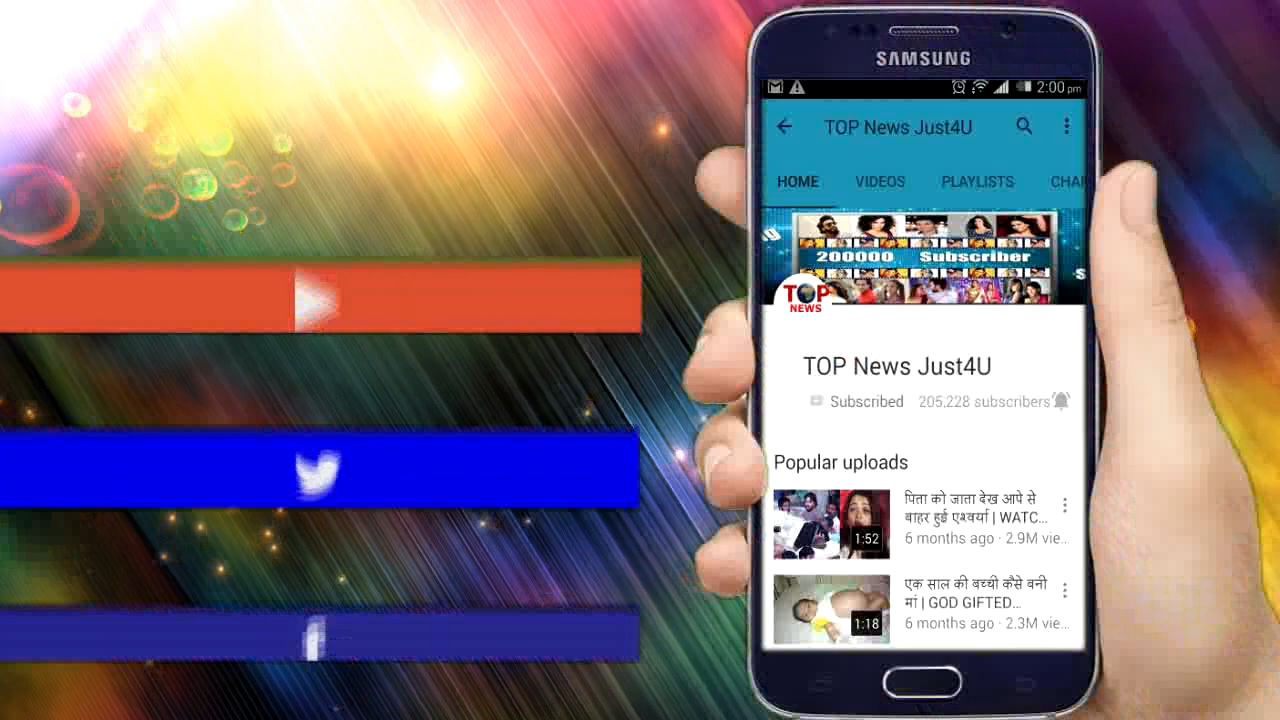 SAMSUNG
2:00 pm
TOP News Just4U
HOME VIDEOS PLAYLISTS CHA
200000 Subscriber
TOP
NEWS
TOP News Just4U
Subscribed 205,228 subscribers
Popular uploads
पिता को जाता देख आपे से
बाहर हुई एश्वर्या | WATC...
1:52
6 months ago · 2.9M vie...
एक साल की बच्ची कैसे बनी
मां | GOD GIFTED...
1:18
6 months ago · 2.3M vie...